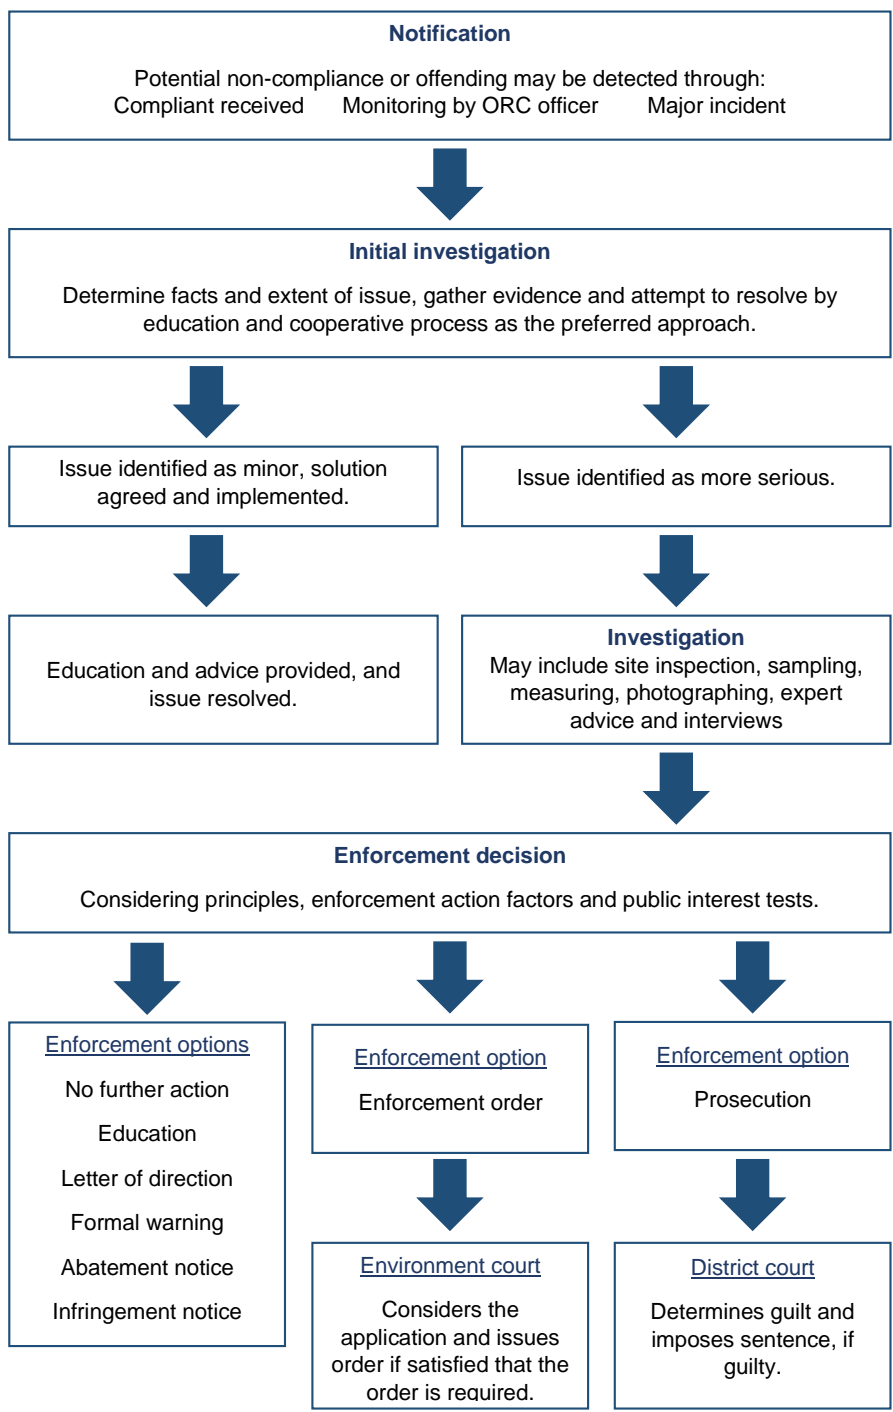 Notification
Potential non-compliance or offending may be detected through:
Compliant received Monitoring by ORC officer Major incident
Initial investigation
Determine facts and extent of issue, gather evidence and attempt to resolve by
education and cooperative process as the preferred approach.
Issue identified as minor, solution
agreed and implemented.
Issue identified as more serious.
Education and advice provided, and
issue resolved.
Investigation
May include site inspection, sampling,
measuring, photographing, expert
advice and interviews
Enforcement decision
Considering principles, enforcement action factors and public interest tests.
Enforcement options
No further action
Education
Letter of direction
Formal warning
Abatement notice
Infringement notice
Enforcement option
Enforcement order
Enforcement option
Prosecution
Environment court
Considers the
application and issues
order if satisfied that the
order is required.
District court
Determines guilt and
imposes sentence, if
guilty.